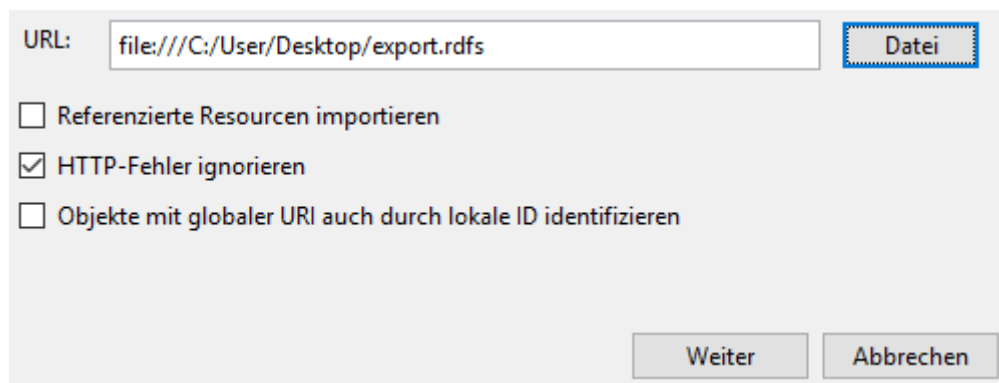 URL: file:///C:/User/Desktop/export.rdfs Datei
Referenzierte Resourcen importieren
HTTP-Fehler ignorieren
Objekte mit globaler URI auch durch lokale ID identifizieren
Weiter Abbrechen